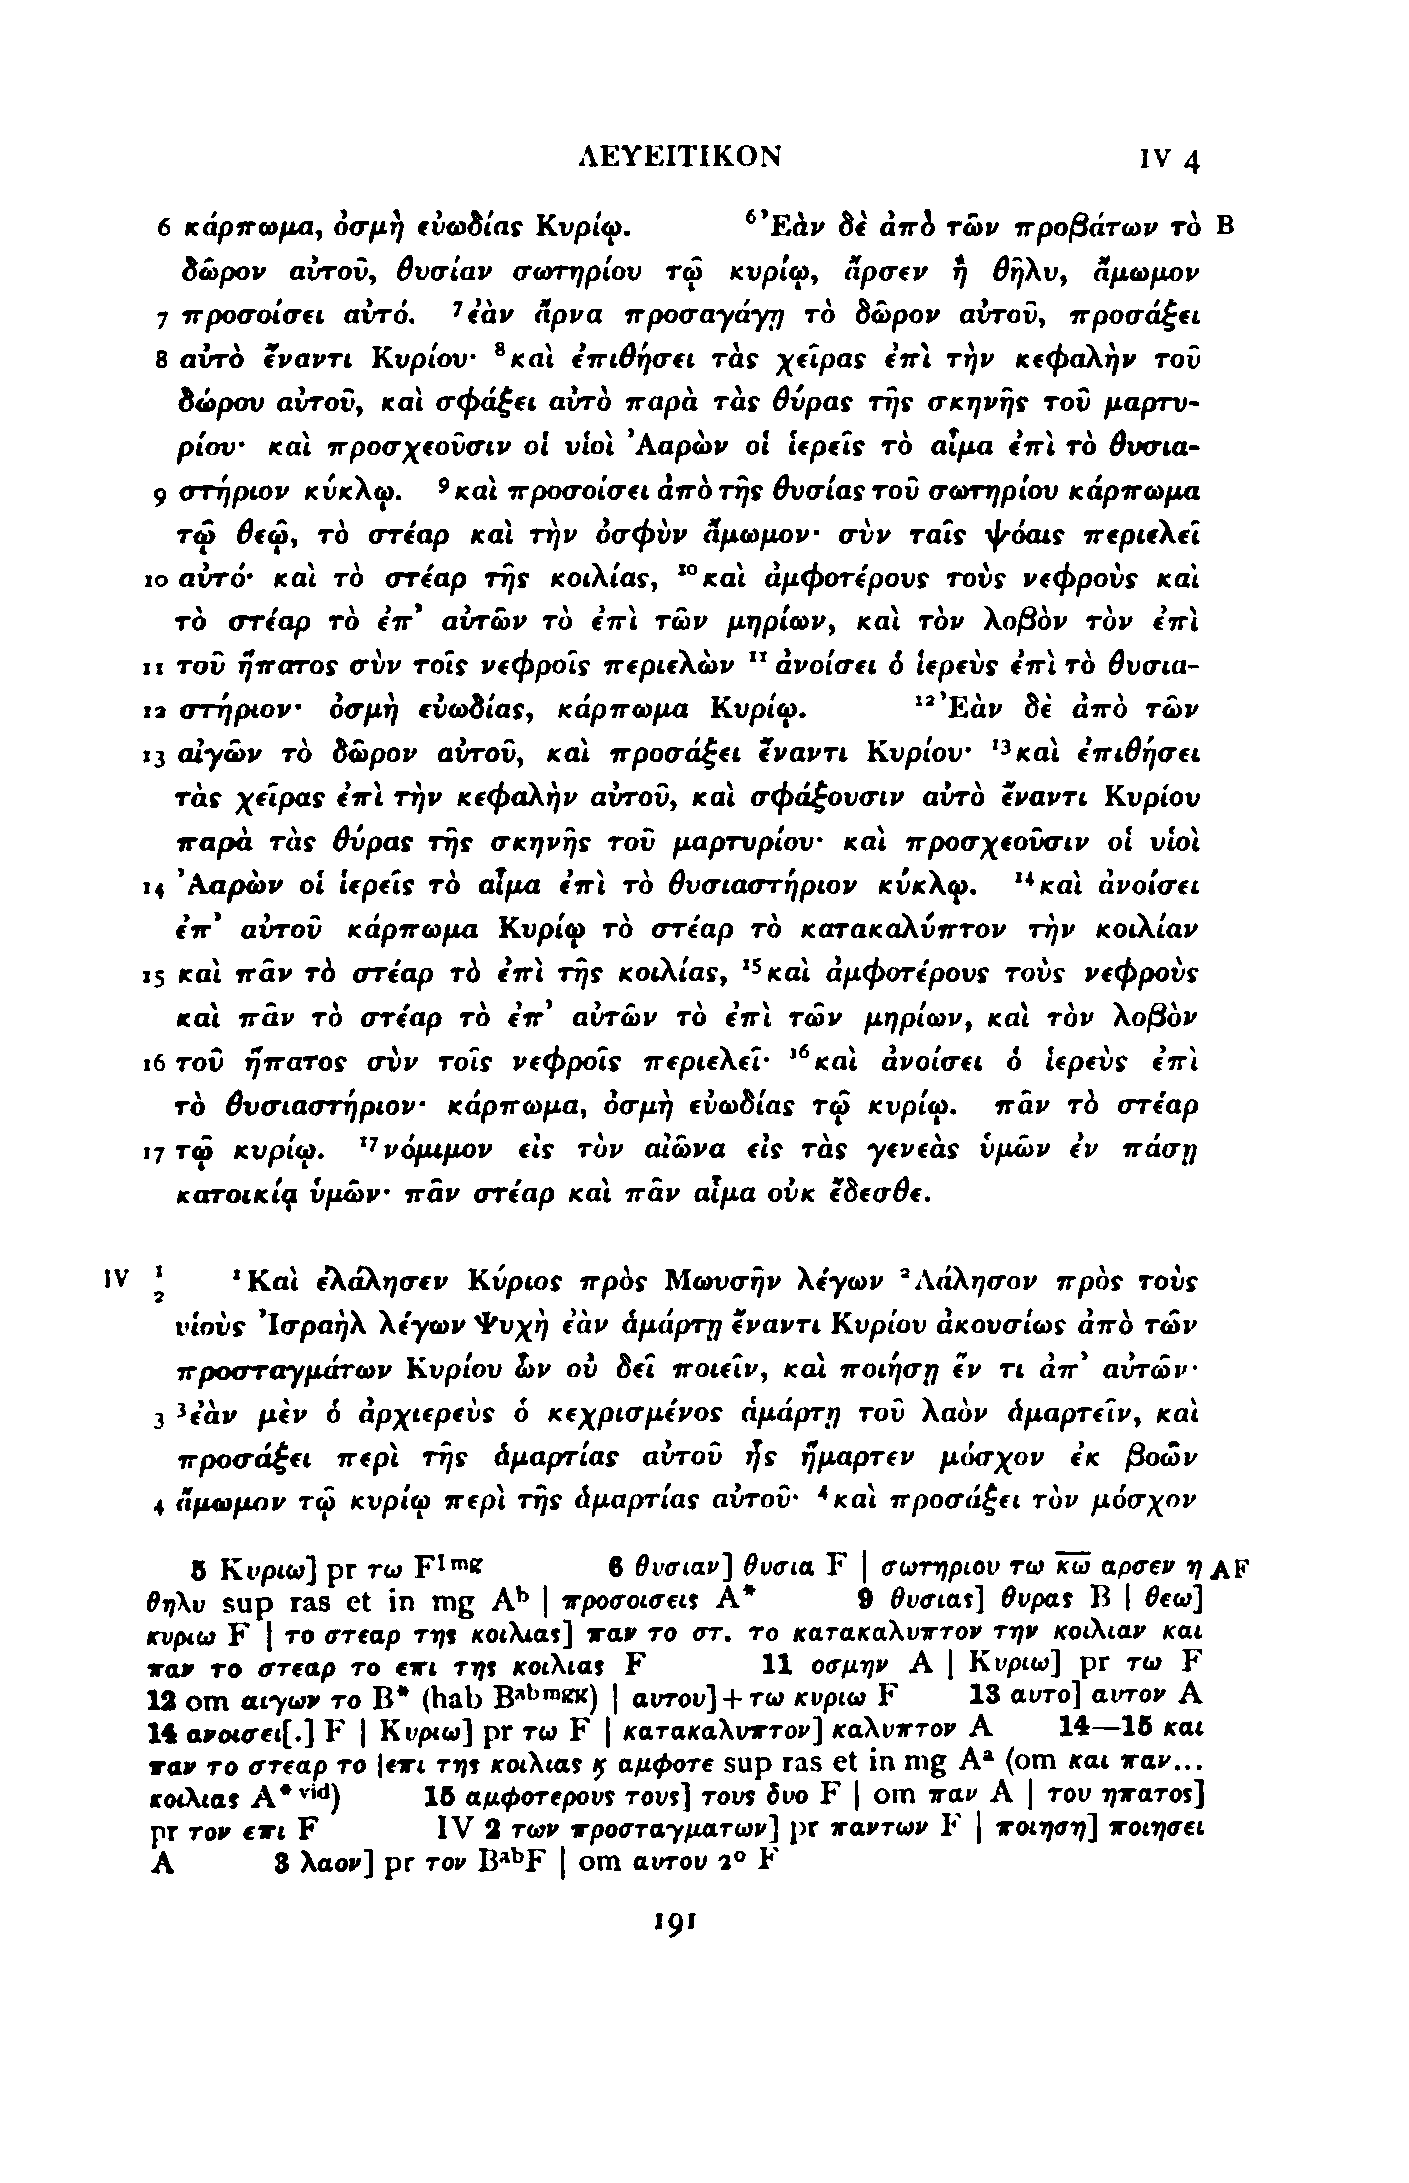 ΛΕΥΕΙΤΙΚΟΝ IV 4
6 κάρπωμα, ὀσμὴ εὐωδίας Κυρίῳ. ⁶Ἐὰν δὲ ἀπὸ τῶν προβάτων τὸ B
δῶρον αὐτοῦ, θυσίαν σωτηρίου τῷ κυρίῳ, ἄρσεν ἢ θῆλυ, ἄμωμον
7 προσοίσει αὐτό. ⁷ἐὰν ἄρνα προσαγάγῃ τὸ δῶρον αὐτοῦ, προσάξει
8 αὐτὸ ἔναντι Κυρίου· ⁸καὶ ἐπιθήσει τὰς χεῖρας ἐπὶ τὴν κεφαλὴν τοῦ
δώρου αὐτοῦ, καὶ σφάξει αὐτὸ παρὰ τὰς θύρας τῆς σκηνῆς τοῦ μαρτυ-
ρίου· καὶ προσχεοῦσιν οἱ υἱοὶ Ἀαρὼν οἱ ἱερεῖς τὸ αἷμα ἐπὶ τὸ θυσια-
9 στήριον κύκλῳ. ⁹καὶ προσοίσει ἀπὸ τῆς θυσίας τοῦ σωτηρίου κάρπωμα
τῷ θεῷ, τὸ στέαρ καὶ τὴν ὀσφὺν ἄμωμον· σὺν ταῖς ψόαις περιελεῖ
10 αὐτό· καὶ τὸ στέαρ τῆς κοιλίας, ¹⁰καὶ ἀμφοτέρους τοὺς νεφροὺς καὶ
τὸ στέαρ τὸ ἐπ᾽ αὐτῶν τὸ ἐπὶ τῶν μηρίων, καὶ τὸν λοβὸν τὸν ἐπὶ
11 τοῦ ἥπατος σὺν τοῖς νεφροῖς περιελὼν ¹¹ἀνοίσει ὁ ἱερεὺς ἐπὶ τὸ θυσια-
12 στήριον· ὀσμὴ εὐωδίας, κάρπωμα Κυρίῳ. ¹²Ἐὰν δὲ ἀπὸ τῶν
13 αἰγῶν τὸ δῶρον αὐτοῦ, καὶ προσάξει ἔναντι Κυρίου· ¹³καὶ ἐπιθήσει
τὰς χεῖρας ἐπὶ τὴν κεφαλὴν αὐτοῦ, καὶ σφάξουσιν αὐτὸ ἔναντι Κυρίου
παρὰ τὰς θύρας τῆς σκηνῆς τοῦ μαρτυρίου· καὶ προσχεοῦσιν οἱ υἱοὶ
14 Ἀαρὼν οἱ ἱερεῖς τὸ αἷμα ἐπὶ τὸ θυσιαστήριον κύκλῳ. ¹⁴καὶ ἀνοίσει
ἐπ᾽ αὐτοῦ κάρπωμα Κυρίῳ τὸ στέαρ τὸ κατακαλύπτον τὴν κοιλίαν
15 καὶ πᾶν τὸ στέαρ τὸ ἐπὶ τῆς κοιλίας, ¹⁵καὶ ἀμφοτέρους τοὺς νεφροὺς
καὶ πᾶν τὸ στέαρ τὸ ἐπ᾽ αὐτῶν τὸ ἐπὶ τῶν μηρίων, καὶ τὸν λοβὸν
16 τοῦ ἥπατος σὺν τοῖς νεφροῖς περιελεῖ· ¹⁶καὶ ἀνοίσει ὁ ἱερεὺς ἐπὶ
τὸ θυσιαστήριον· κάρπωμα, ὀσμὴ εὐωδίας τῷ κυρίῳ. πᾶν τὸ στέαρ
17 τῷ κυρίῳ. ¹⁷νόμιμον εἰς τὸν αἰῶνα εἰς τὰς γενεὰς ὑμῶν ἐν πάσῃ
κατοικίᾳ ὑμῶν· πᾶν στέαρ καὶ πᾶν αἷμα οὐκ ἔδεσθε.
IV 1 2 ¹Καὶ ἐλάλησεν Κύριος πρὸς Μωυσῆν λέγων ²Λάλησον πρὸς τοὺς
υἱοὺς Ἰσραὴλ λέγων Ψυχὴ ἐὰν ἁμάρτῃ ἔναντι Κυρίου ἀκουσίως ἀπὸ τῶν
προσταγμάτων Κυρίου ὧν οὐ δεῖ ποιεῖν, καὶ ποιήσῃ ἕν τι ἀπ᾽ αὐτῶν·
3 ³ἐὰν μὲν ὁ ἀρχιερεὺς ὁ κεχρισμένος ἁμάρτῃ τοῦ λαὸν ἁμαρτεῖν, καὶ
προσάξει περὶ τῆς ἁμαρτίας αὐτοῦ ἧς ἥμαρτεν μόσχον ἐκ βοῶν
4 ἄμωμον τῷ κυρίῳ περὶ τῆς ἁμαρτίας αὐτοῦ· ⁴καὶ προσάξει τὸν μόσχον
5 Κυριω] pr τω F¹ᵐᵍ 6 θυσιαν] θυσια F | σωτηριου τω κ̅ω̅ αρσεν η AF
θηλυ sup ras et in mg Aᵇ | προσοισεις A* 9 θυσιας] θυρας B | θεω]
κυριω F | το στεαρ της κοιλιας] παν το στ. το κατακαλυπτον την κοιλιαν και
παν το στεαρ το επι της κοιλιας F 11 οσμην A | Κυριω] pr τω F
12 om αιγων το B* (hab Bᵃᵇᵐᵍᵍ) | αυτου]+τω κυριω F 13 αυτο] αυτον A
14 ανοισει[.] F | Κυριω] pr τω F | κατακαλυπτον] καλυπτον A 14—15 και
παν το στεαρ το |επι της κοιλιας ϗ αμφοτε sup ras et in mg Aᵃ (om και παν...
κοιλιας A* ᵛⁱᵈ) 15 αμφοτερους τους] τους δυο F | om παν A | του ηπατος]
pr τον επι F IV 2 των προσταγματων] pr παντων F | ποιηση] ποιησει
A 3 λαον] pr τον BᵃᵇF | om αυτου 2° F
191